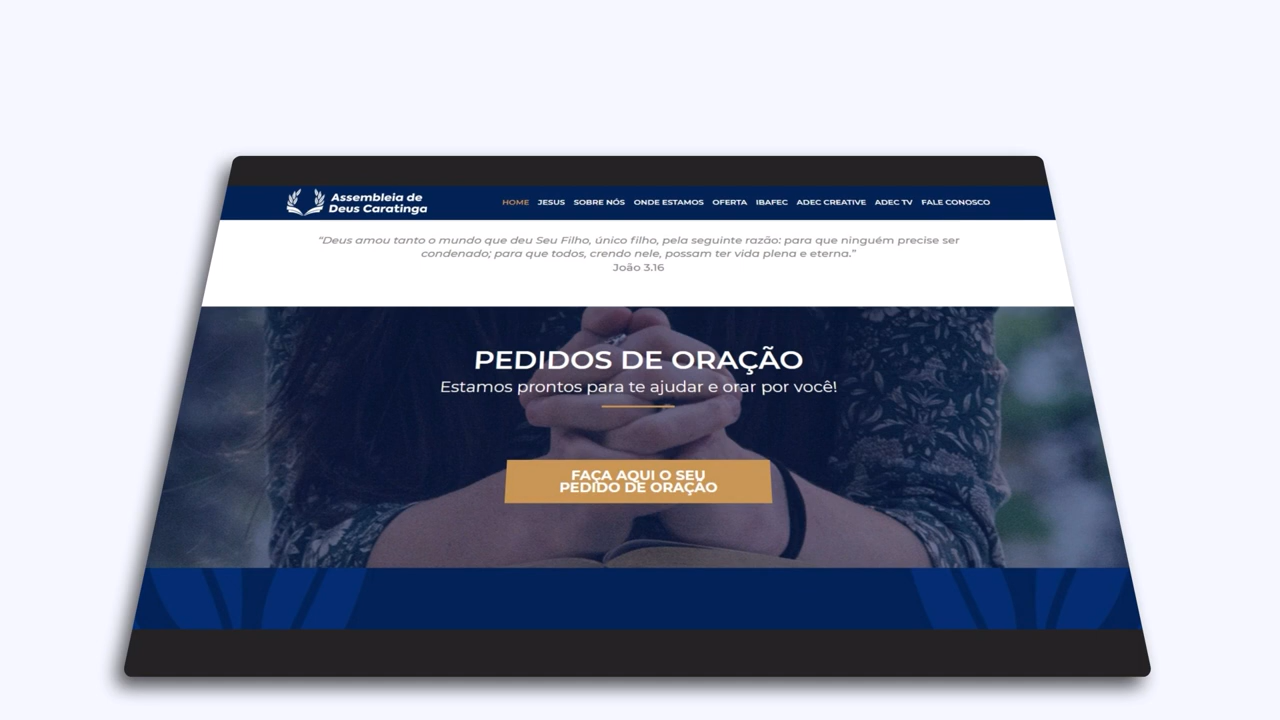 Assembleia de
Deus Caratinga
HOME JESUS SOBRE NÓS ONDE ESTAMOS OFERTA IBAFEC ADEC CREATIVE ADEC TV FALE CONOSCO
“Deus amou tanto o mundo que deu Seu Filho, único filho, pela seguinte razão: para que ninguém precise ser
condenado; para que todos, crendo nele, possam ter vida plena e eterna.”
João 3.16
PEDIDOS DE ORAÇÃO
Estamos prontos para te ajudar e orar por você!
FAÇA AQUI O SEU
PEDIDO DE ORAÇÃO